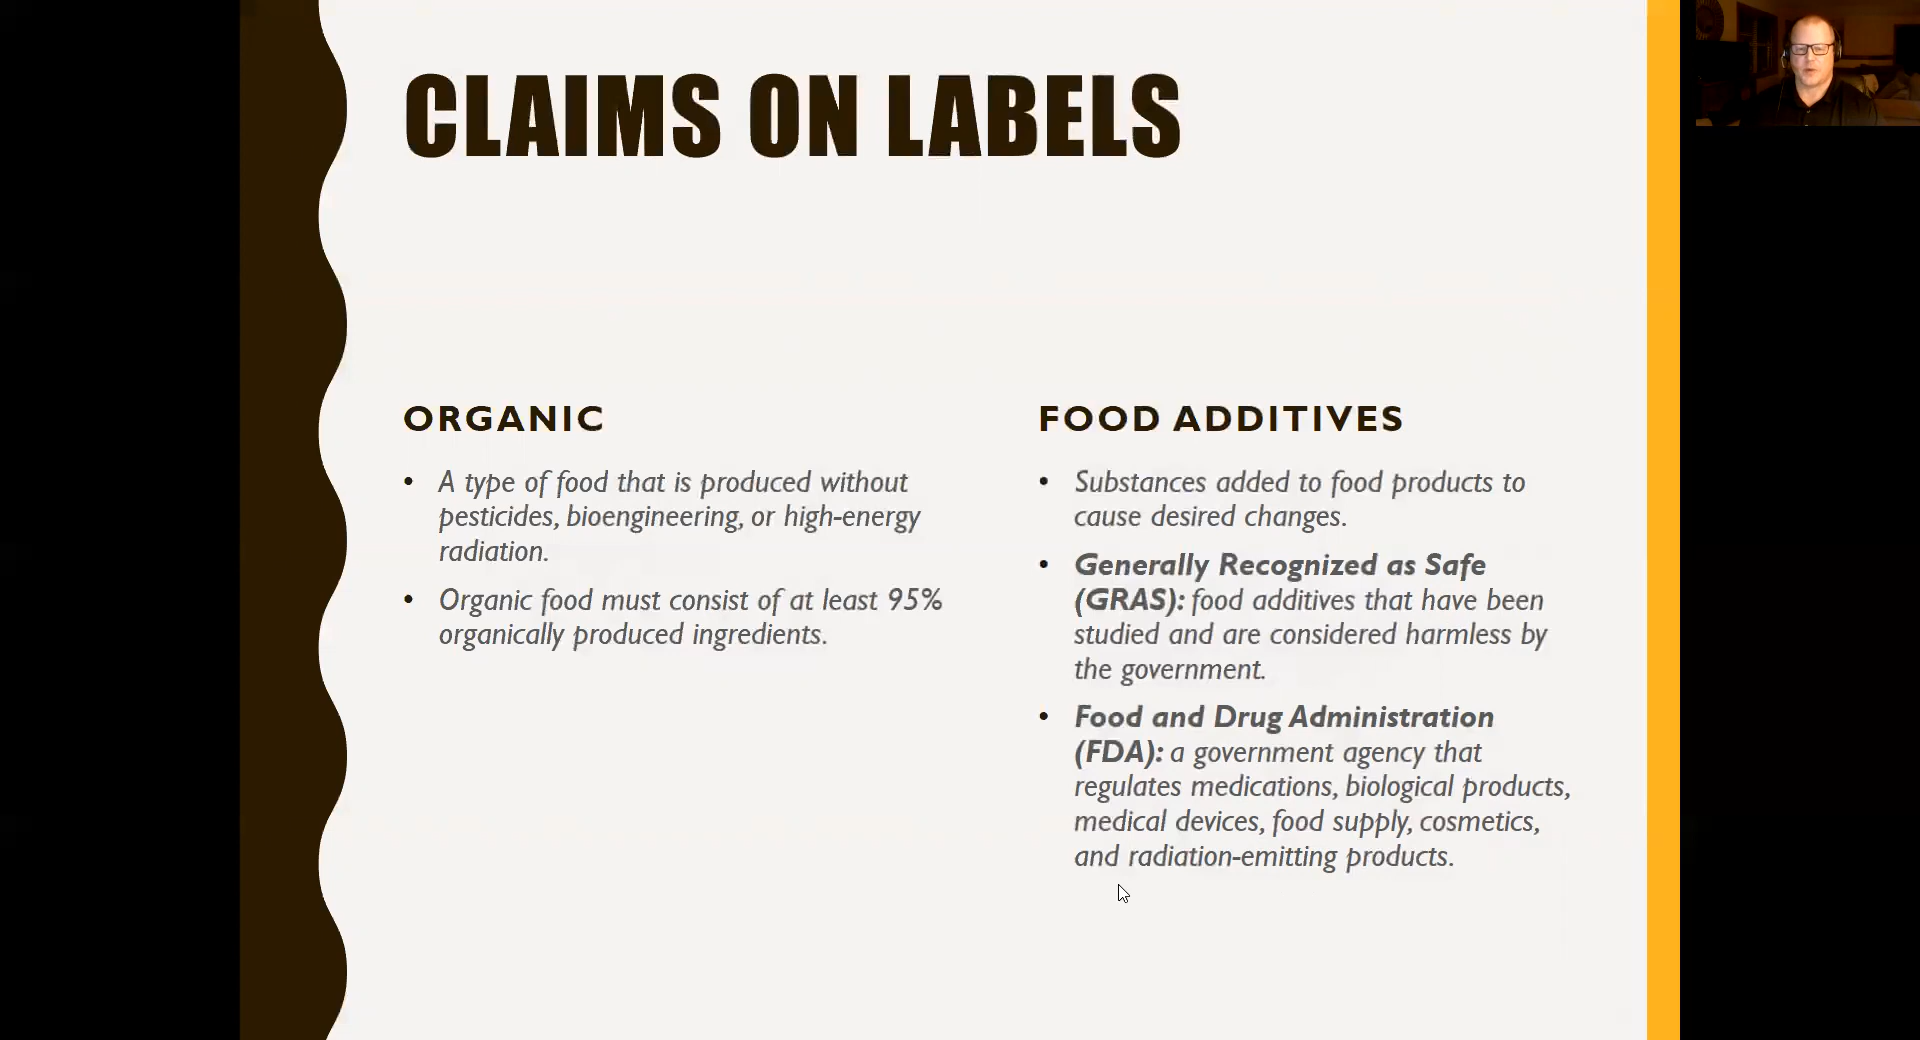 CLAIMS ON LABELS
ORGANIC
• A type of food that is produced without
pesticides, bioengineering, or high-energy
radiation.
• Organic food must consist of at least 95%
organically produced ingredients.
FOOD ADDITIVES
• Substances added to food products to
cause desired changes.
• Generally Recognized as Safe
(GRAS): food additives that have been
studied and are considered harmless by
the government.
• Food and Drug Administration
(FDA): a government agency that
regulates medications, biological products,
medical devices, food supply, cosmetics,
and radiation-emitting products.